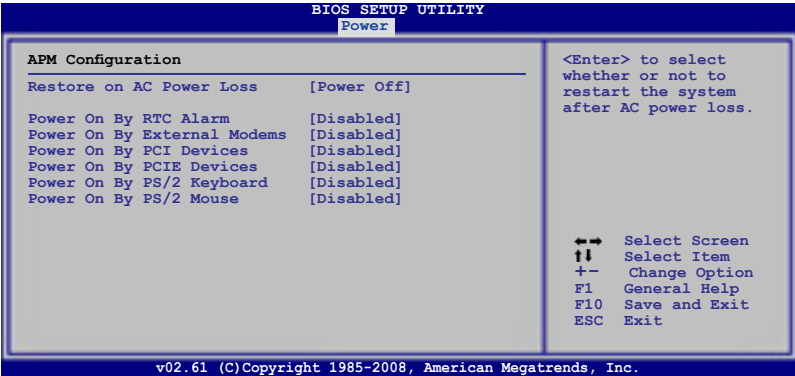 BIOS SETUP UTILITY
Power
APM Configuration
Restore on AC Power Loss [Power Off]
Power On By RTC Alarm [Disabled]
Power On By External Modems [Disabled]
Power On By PCI Devices [Disabled]
Power On By PCIE Devices [Disabled]
Power On By PS/2 Keyboard [Disabled]
Power On By PS/2 Mouse [Disabled]
<Enter> to select
whether or not to
restart the system
after AC power loss.
←→ Select Screen
↑↓ Select Item
+- Change Option
F1 General Help
F10 Save and Exit
ESC Exit
v02.61 (C)Copyright 1985-2008, American Megatrends, Inc.